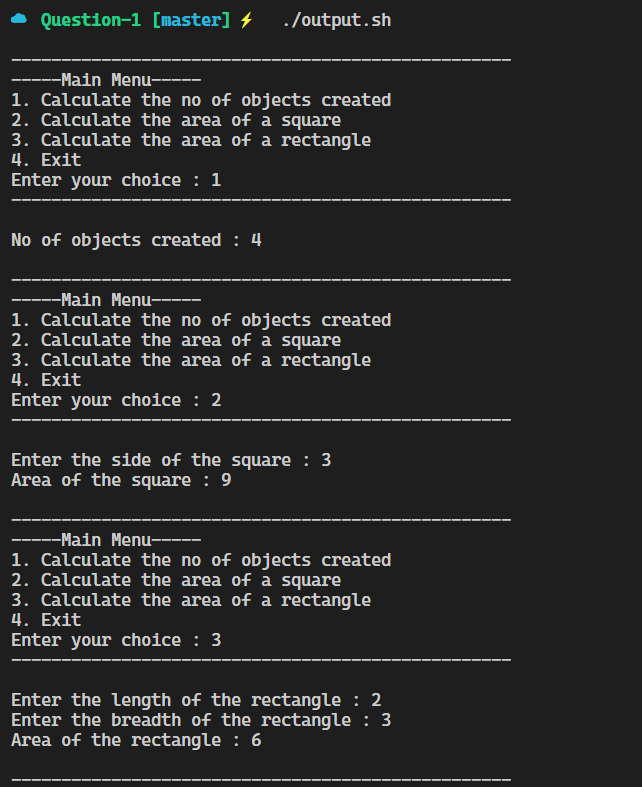 Question-1 [master] ⚡ ./output.sh
--------------------------------------------------
-----Main Menu-----
1. Calculate the no of objects created
2. Calculate the area of a square
3. Calculate the area of a rectangle
4. Exit
Enter your choice : 1
--------------------------------------------------
No of objects created : 4
--------------------------------------------------
-----Main Menu-----
1. Calculate the no of objects created
2. Calculate the area of a square
3. Calculate the area of a rectangle
4. Exit
Enter your choice : 2
--------------------------------------------------
Enter the side of the square : 3
Area of the square : 9
--------------------------------------------------
-----Main Menu-----
1. Calculate the no of objects created
2. Calculate the area of a square
3. Calculate the area of a rectangle
4. Exit
Enter your choice : 3
--------------------------------------------------
Enter the length of the rectangle : 2
Enter the breadth of the rectangle : 3
Area of the rectangle : 6
--------------------------------------------------